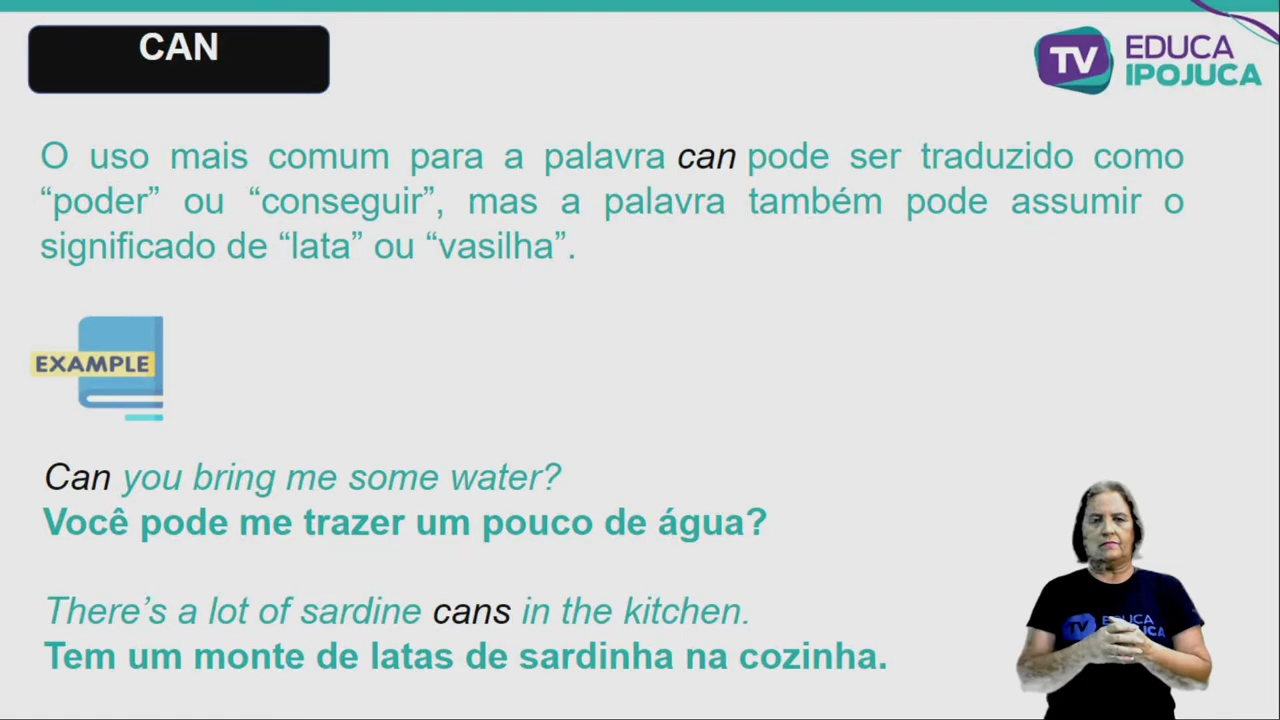 CAN
TV EDUCA
IPOJUCA
O uso mais comum para a palavra can pode ser traduzido como
“poder” ou “conseguir”, mas a palavra também pode assumir o
significado de “lata” ou “vasilha”.
EXAMPLE
Can you bring me some water?
Você pode me trazer um pouco de água?
There’s a lot of sardine cans in the kitchen.
Tem um monte de latas de sardinha na cozinha.
TV